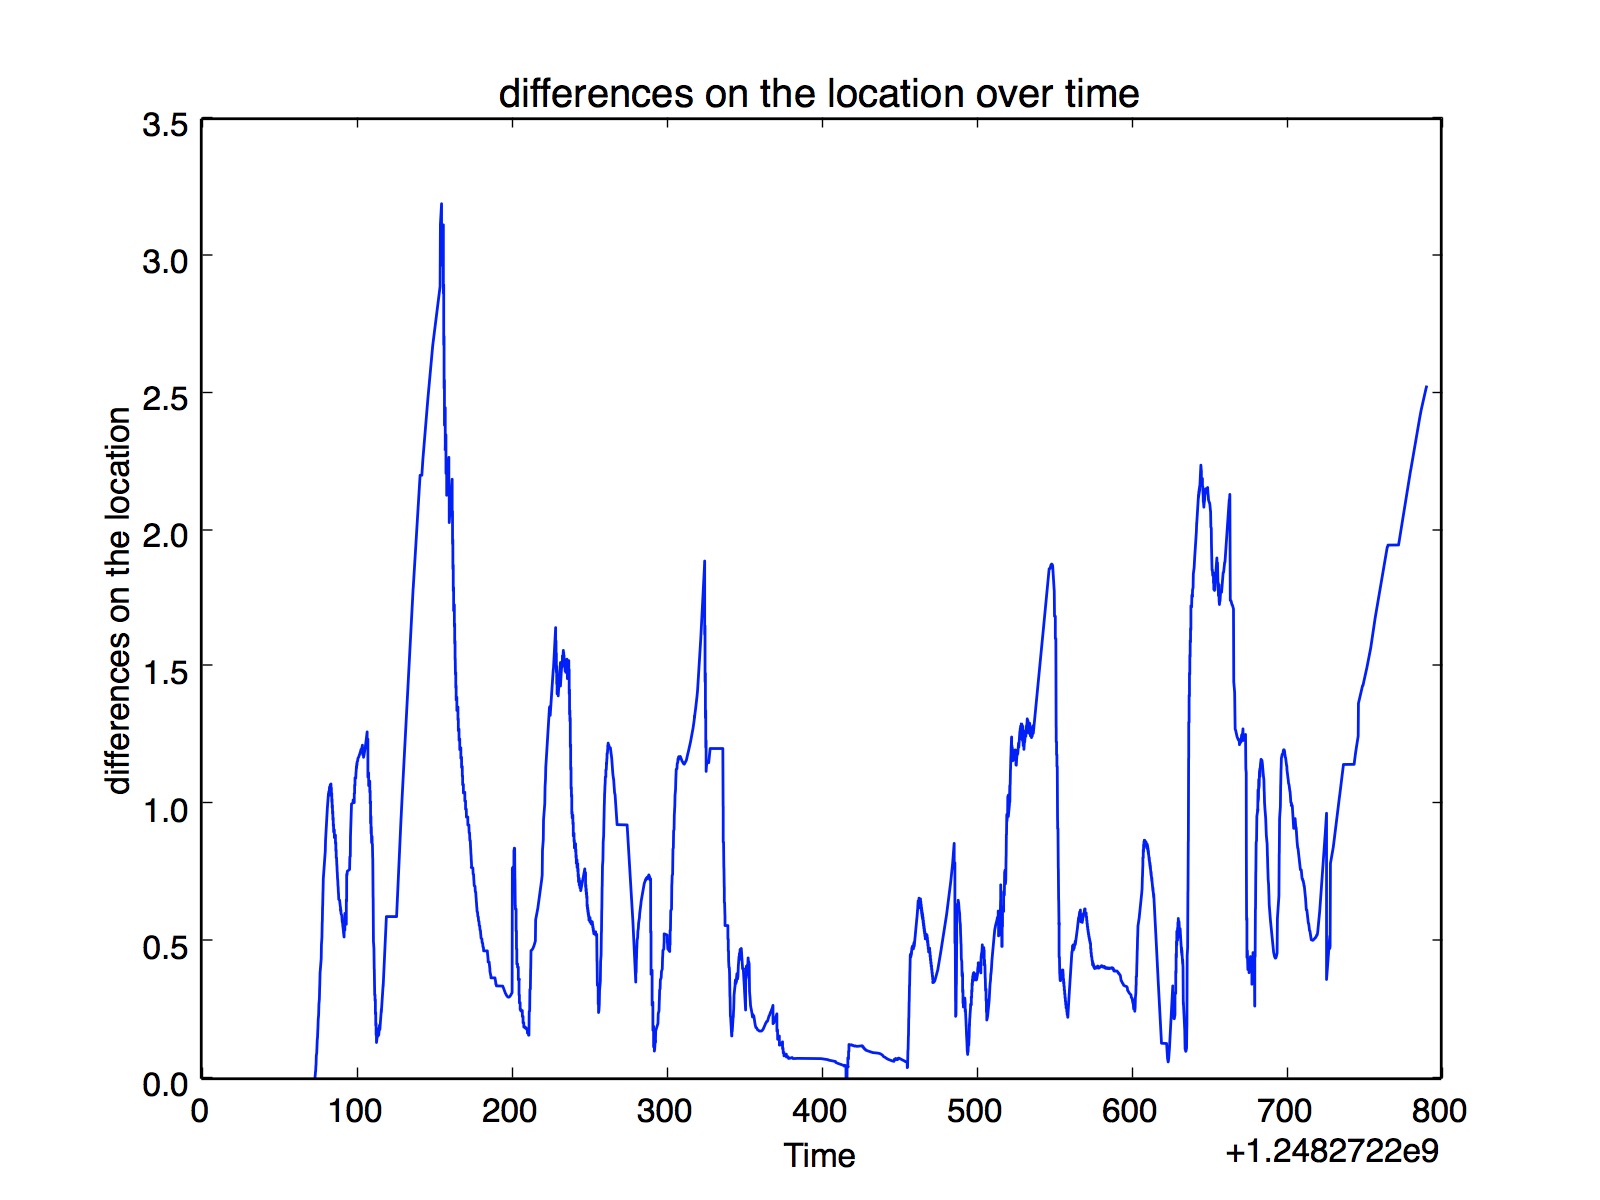 differences on the location over time
3.5
3.0
2.5
2.0
1.5
1.0
0.5
0.0
differences on the location
0 100 200 300 400 500 600 700 800
Time
+1.2482722e9